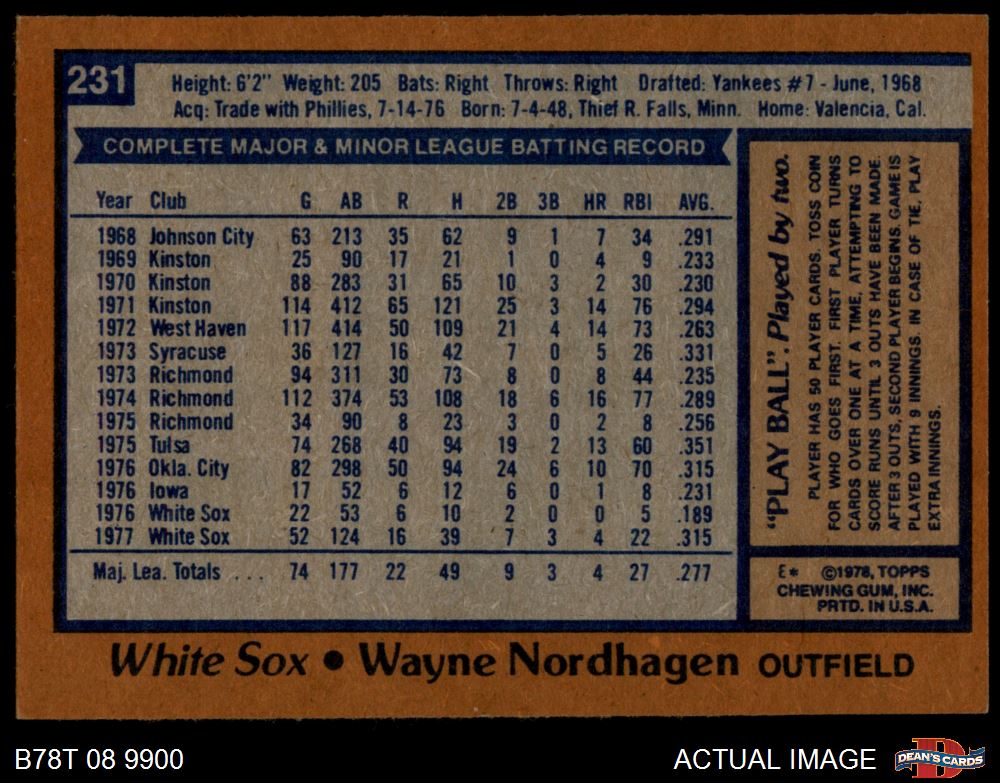 231
Height: 6'2" Weight: 205 Bats: Right Throws: Right Drafted: Yankees #7 - June, 1968
Acq: Trade with Phillies, 7-14-76 Born: 7-4-48, Thief R. Falls, Minn. Home: Valencia, Cal.
COMPLETE MAJOR & MINOR LEAGUE BATTING RECORD
Year Club G AB R H 2B 3B HR RBI AVG.
1968 Johnson City 63 213 35 62 9 1 7 34 .291
1969 Kinston 25 90 17 21 1 0 4 9 .233
1970 Kinston 88 283 31 65 10 3 2 30 .230
1971 Kinston 114 412 65 121 25 3 14 76 .294
1972 West Haven 117 414 50 109 21 4 14 73 .263
1973 Syracuse 36 127 16 42 7 0 5 26 .331
1973 Richmond 94 311 30 73 8 0 8 44 .235
1974 Richmond 112 374 53 108 18 6 16 77 .289
1975 Richmond 34 90 8 23 3 0 2 8 .256
1975 Tulsa 74 268 40 94 19 2 13 60 .351
1976 Okla. City 82 298 50 94 24 6 10 70 .315
1976 Iowa 17 52 6 12 6 0 1 8 .231
1976 White Sox 22 53 6 10 2 0 0 5 .189
1977 White Sox 52 124 16 39 7 3 4 22 .315
Maj. Lea. Totals ... 74 177 22 49 9 3 4 27 .277
"PLAY BALL". Played by two.
PLAYER HAS 50 PLAYER CARDS. TOSS COIN
FOR WHO GOES FIRST. FIRST PLAYER TURNS
CARDS OVER ONE AT A TIME, ATTEMPTING TO
SCORE RUNS UNTIL 3 OUTS HAVE BEEN MADE.
AFTER 3 OUTS, SECOND PLAYER BEGINS. GAME IS
PLAYED WITH 9 INNINGS. IN CASE OF TIE, PLAY
EXTRA INNINGS.
E* ©1978, TOPPS
CHEWING GUM, INC.
PRTD. IN U.S.A.
White Sox • Wayne Nordhagen OUTFIELD
B78T 08 9900
ACTUAL IMAGE
D
DEAN'S CARDS